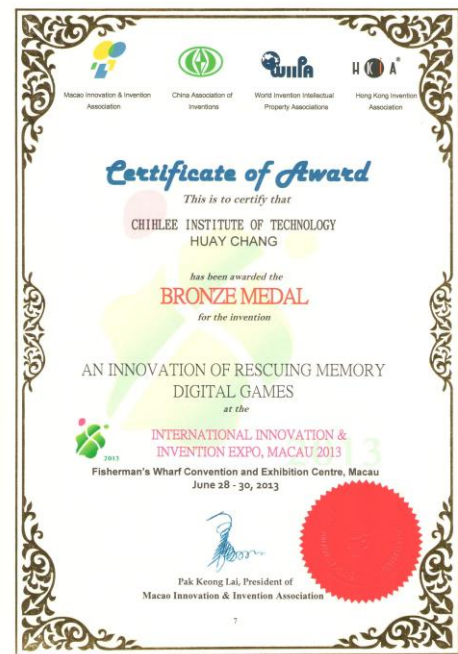 WIIPA
HKIA®
Macao Innovation & Invention
Association
China Association of
Inventions
World Invention Intellectual
Property Associations
Hong Kong Invention
Association
Certificate of Award
This is to certify that
CHIHLEE INSTITUTE OF TECHNOLOGY
HUAY CHANG
has been awarded the
BRONZE MEDAL
for the invention
AN INNOVATION OF RESCUING MEMORY
DIGITAL GAMES
at the
2013
INTERNATIONAL INNOVATION &
INVENTION EXPO, MACAU 2013
2013
Fisherman's Wharf Convention and Exhibition Centre, Macau
June 28 - 30, 2013
Pak Keong Lai, President of
Macao Innovation & Invention Association
7